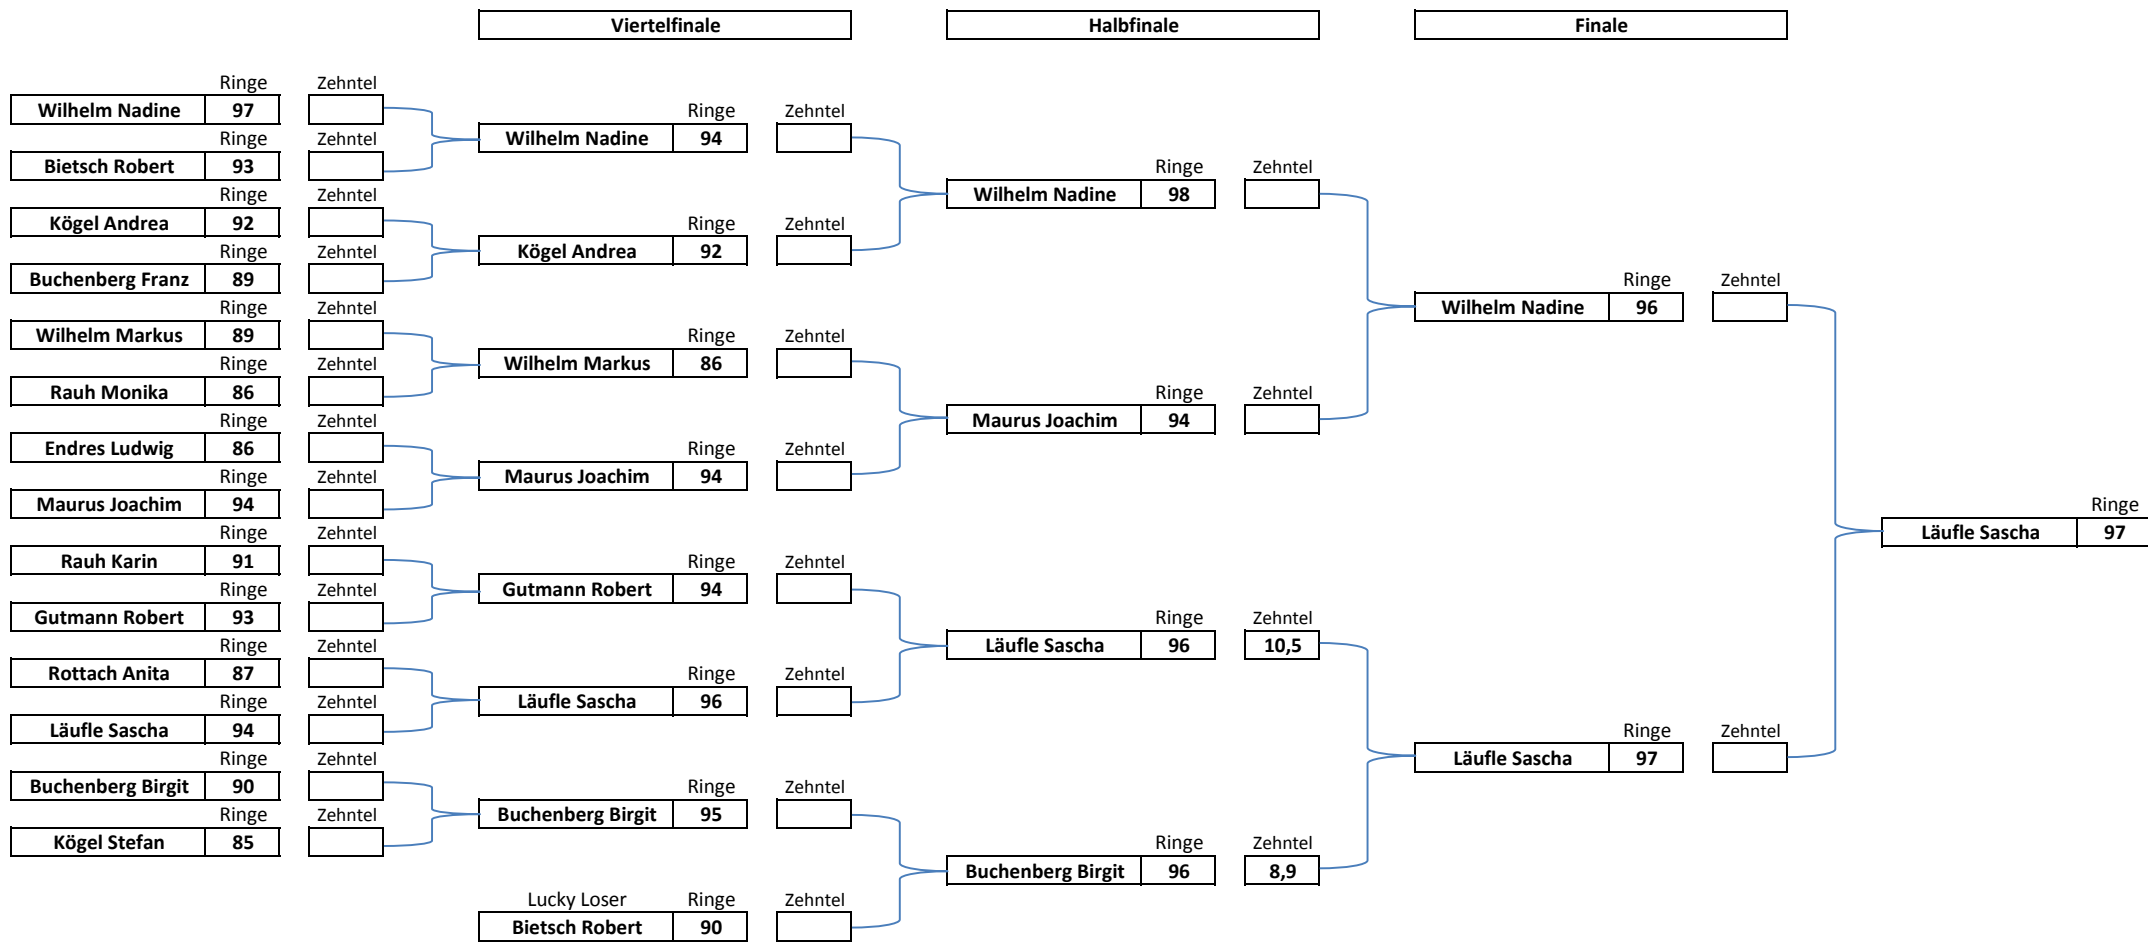 Viertelfinale Halbfinale Finale
Ringe Zehntel
Wilhelm Nadine 97
Ringe Zehntel
Bietsch Robert 93
Ringe Zehntel
Kögel Andrea 92
Ringe Zehntel
Buchenberg Franz 89
Ringe Zehntel
Wilhelm Markus 89
Ringe Zehntel
Rauh Monika 86
Ringe Zehntel
Endres Ludwig 86
Ringe Zehntel
Maurus Joachim 94
Ringe Zehntel
Rauh Karin 91
Ringe Zehntel
Gutmann Robert 93
Ringe Zehntel
Rottach Anita 87
Ringe Zehntel
Läufle Sascha 94
Ringe Zehntel
Buchenberg Birgit 90
Ringe Zehntel
Kögel Stefan 85
Ringe Zehntel
Wilhelm Nadine 94
Ringe Zehntel
Kögel Andrea 92
Ringe Zehntel
Wilhelm Markus 86
Ringe Zehntel
Maurus Joachim 94
Ringe Zehntel
Gutmann Robert 94
Ringe Zehntel
Läufle Sascha 96
Ringe Zehntel
Buchenberg Birgit 95
Lucky Loser Ringe Zehntel
Bietsch Robert 90
Ringe Zehntel
Wilhelm Nadine 98
Ringe Zehntel
Maurus Joachim 94
Ringe Zehntel
Läufle Sascha 96 10,5
Ringe Zehntel
Buchenberg Birgit 96 8,9
Ringe Zehntel
Wilhelm Nadine 96
Ringe Zehntel
Läufle Sascha 97
Ringe
Läufle Sascha 97